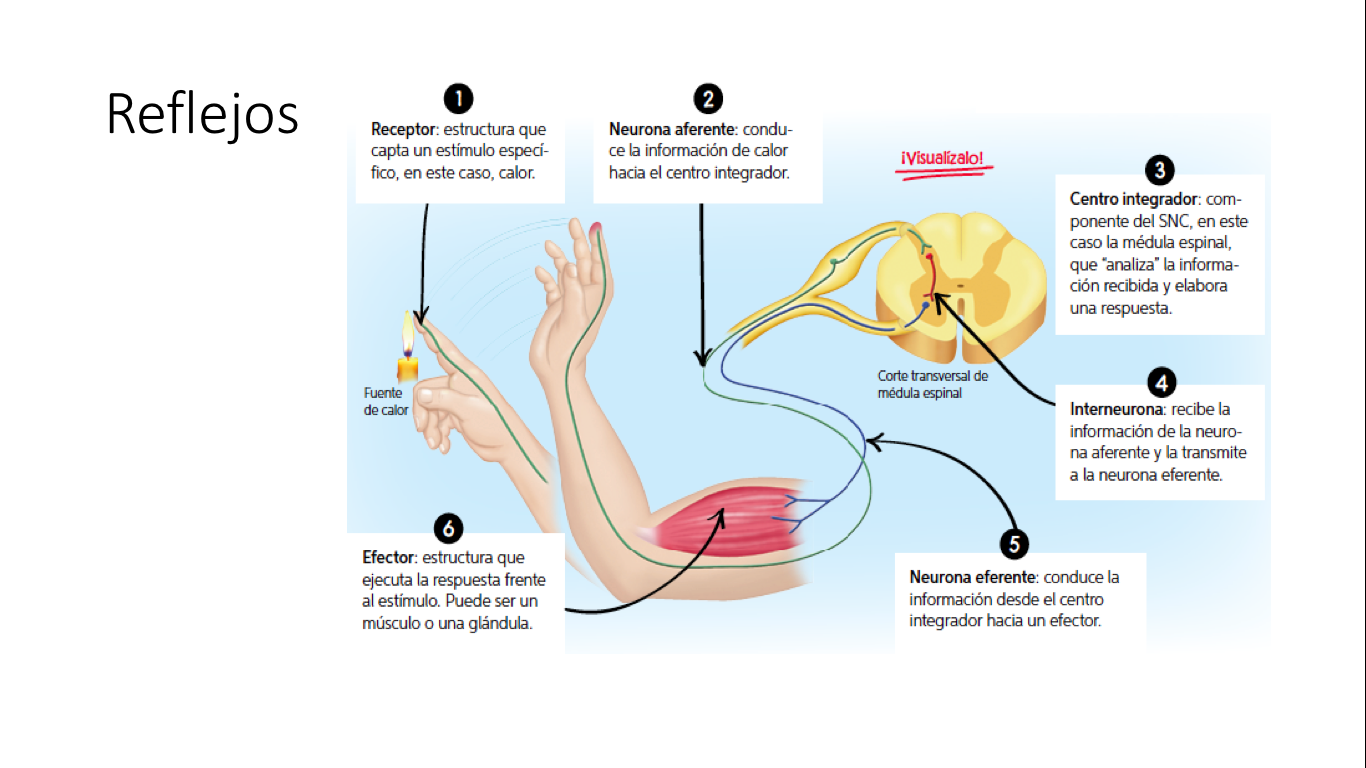 Reflejos
1
Receptor: estructura que
capta un estímulo especí-
fico, en este caso, calor.
2
Neurona aferente: condu-
ce la información de calor
hacia el centro integrador.
¡Visualízalo!
3
Centro integrador: com-
ponente del SNC, en este
caso la médula espinal,
que “analiza” la informa-
ción recibida y elabora
una respuesta.
Fuente
de calor
Corte transversal de
médula espinal
4
Interneurona: recibe la
información de la neuro-
na aferente y la transmite
a la neurona eferente.
5
Neurona eferente: conduce la
información desde el centro
integrador hacia un efector.
6
Efector: estructura que
ejecuta la respuesta frente
al estímulo. Puede ser un
músculo o una glándula.